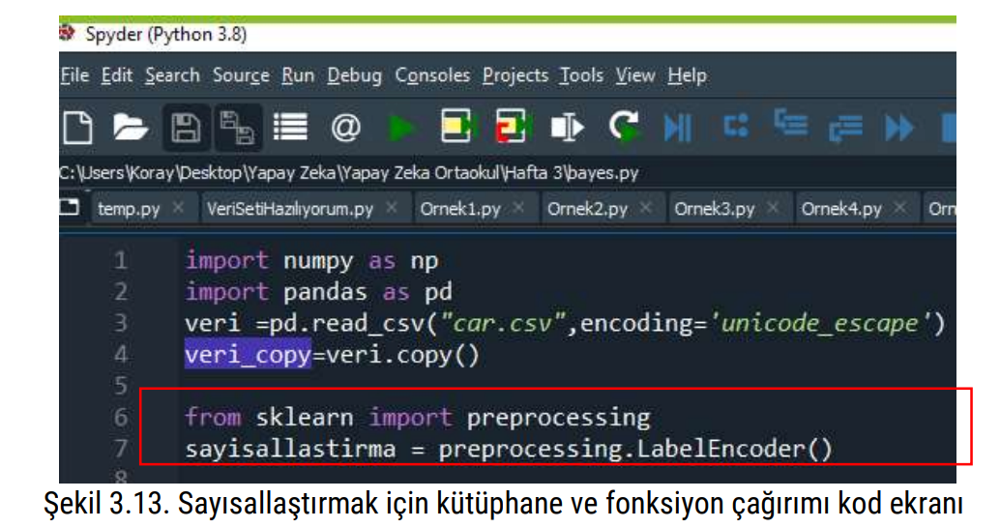 Spyder (Python 3.8)
File Edit Search Source Run Debug Consoles Projects Tools View Help
C:\Users\Koray\Desktop\Yapay Zeka\Yapay Zeka Ortaokul\Hafta 3\bayes.py
temp.py VeriSetiHazılıyorum.py Ornek1.py Ornek2.py Ornek3.py Ornek4.py Orn
1 import numpy as np
2 import pandas as pd
3 veri =pd.read_csv("car.csv",encoding='unicode_escape')
4 veri_copy=veri.copy()
5
6 from sklearn import preprocessing
7 sayisallastirma = preprocessing.LabelEncoder()
8
Şekil 3.13. Sayısallaştırmak için kütüphane ve fonksiyon çağırımı kod ekranı